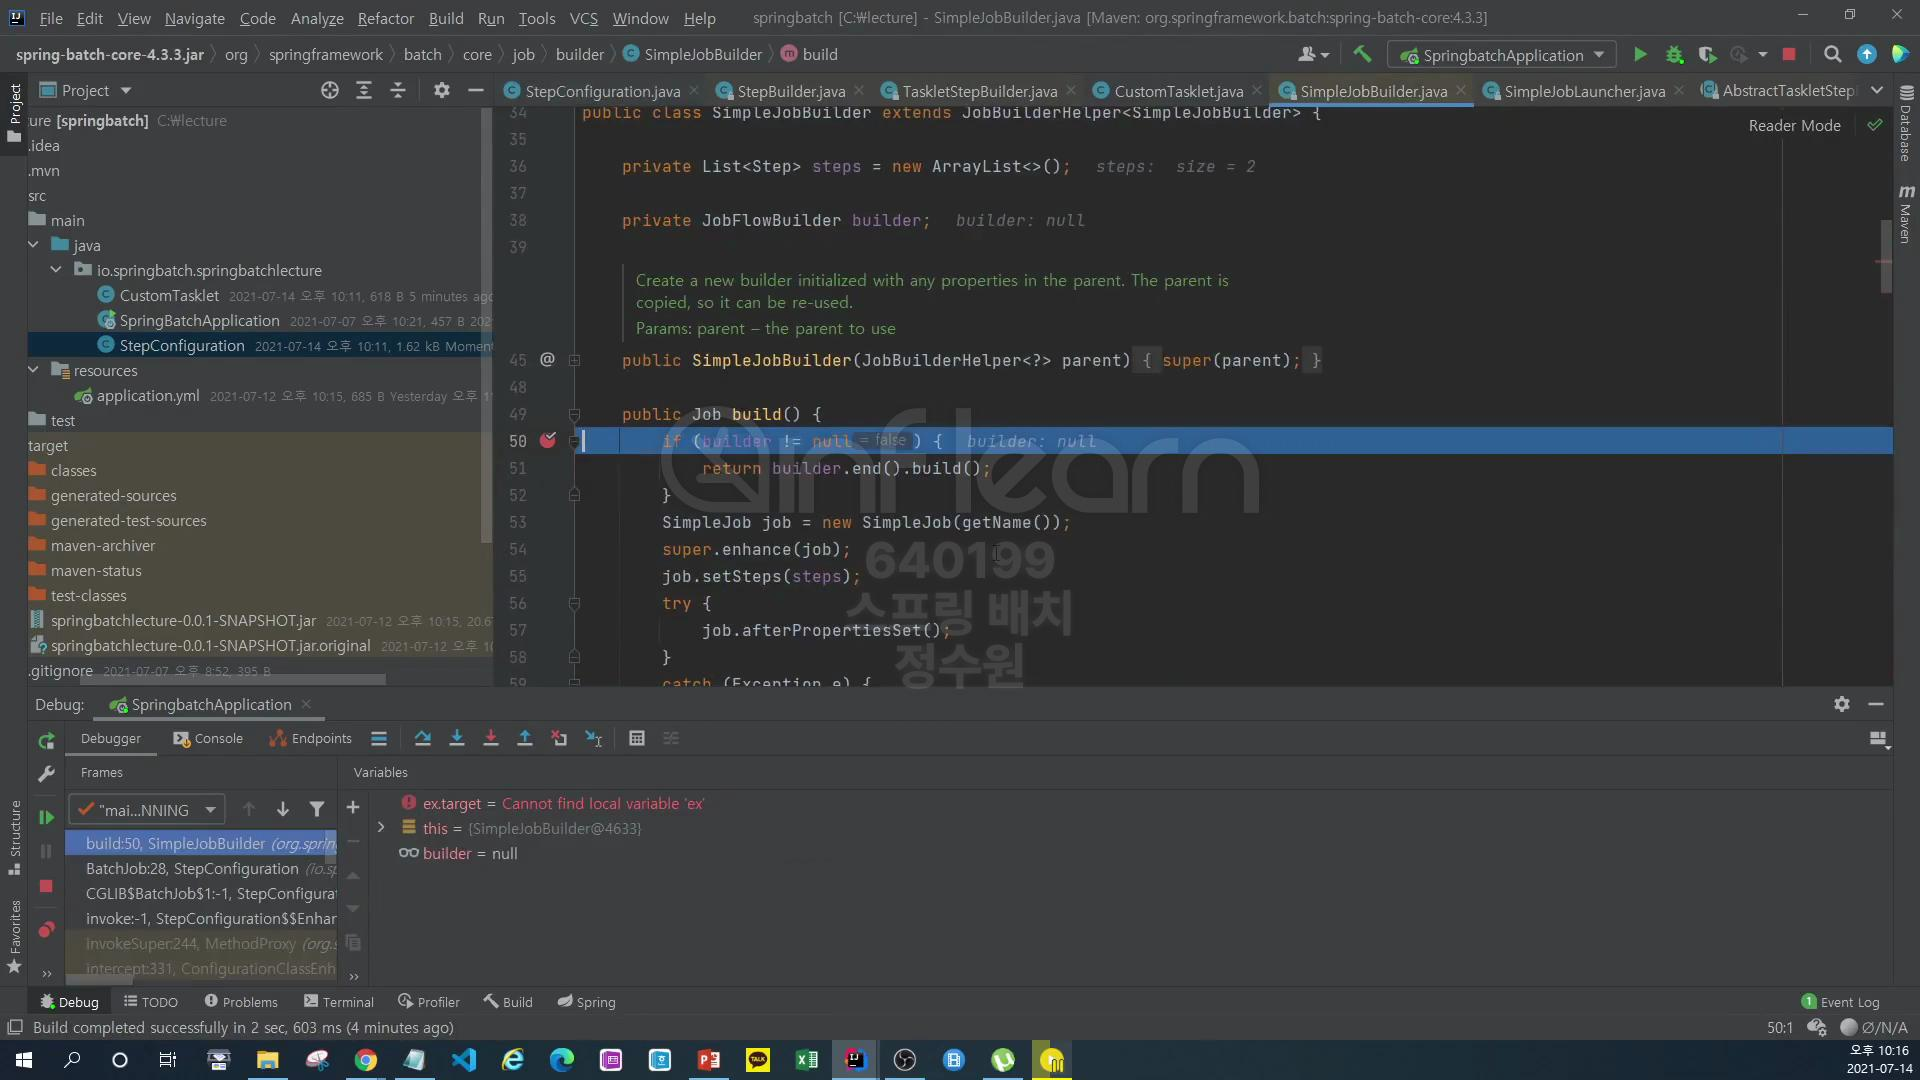 File Edit View Navigate Code Analyze Refactor Build Run Tools VCS Window Help springbatch [C:₩lecture] - SimpleJobBuilder.java [Maven: org.springframework.batch:spring-batch-core:4.3.3]
spring-batch-core-4.3.3.jar org springframework batch core job builder SimpleJobBuilder build SpringbatchApplication
Project
StepConfiguration.java StepBuilder.java TaskletStepBuilder.java CustomTasklet.java SimpleJobBuilder.java SimpleJobLauncher.java AbstractTaskletStep
Project
Structure
Favorites
Database
Maven
ure [springbatch] C:₩lecture
.idea
.mvn
src
main
java
io.springbatch.springbatchlecture
CustomTasklet 2021-07-14 오후 10:11, 618 B 5 minutes ago
SpringBatchApplication 2021-07-07 오후 10:21, 457 B 202
StepConfiguration 2021-07-14 오후 10:11, 1.62 kB Momen
resources
application.yml 2021-07-12 오후 10:15, 685 B Yesterday 오후 1
test
target
classes
generated-sources
generated-test-sources
maven-archiver
maven-status
test-classes
springbatchlecture-0.0.1-SNAPSHOT.jar 2021-07-12 오후 10:15, 20.6
springbatchlecture-0.0.1-SNAPSHOT.jar.original 2021-07-12 오후 10
.gitignore 2021-07-07 오후 8:52, 395 B
Reader Mode
34 public class SimpleJobBuilder extends JobBuilderHelper<SimpleJobBuilder> {
35
36 private List<Step> steps = new ArrayList<>(); steps: size = 2
37
38 private JobFlowBuilder builder; builder: null
39
Create a new builder initialized with any properties in the parent. The parent is
copied, so it can be re-used.
Params: parent – the parent to use
45 @ public SimpleJobBuilder(JobBuilderHelper<?> parent) { super(parent); }
48
49 public Job build() {
50 if (builder != null = false ) { builder: null
51 return builder.end().build();
52 }
53 SimpleJob job = new SimpleJob(getName());
54 super.enhance(job);
55 job.setSteps(steps);
56 try {
57 job.afterPropertiesSet();
58 }
59 catch (Exception e) {
inflearn
640199
스프링 배치
정수원
Debug: SpringbatchApplication
Debugger Console Endpoints
Frames Variables
"mai...NNING
build:50, SimpleJobBuilder (org.sprin
BatchJob:28, StepConfiguration (io.sp
CGLIB$BatchJob$1:-1, StepConfigurat
invoke:-1, StepConfiguration$$Enhar
invokeSuper:244, MethodProxy (org.s
intercept:331, ConfigurationClassEnh
ex.target = Cannot find local variable 'ex'
this = {SimpleJobBuilder@4633}
builder = null
Debug TODO Problems Terminal Profiler Build Spring 1 Event Log
Build completed successfully in 2 sec, 603 ms (4 minutes ago) 50:1 Ø/N/A
오후 10:16
2021-07-14